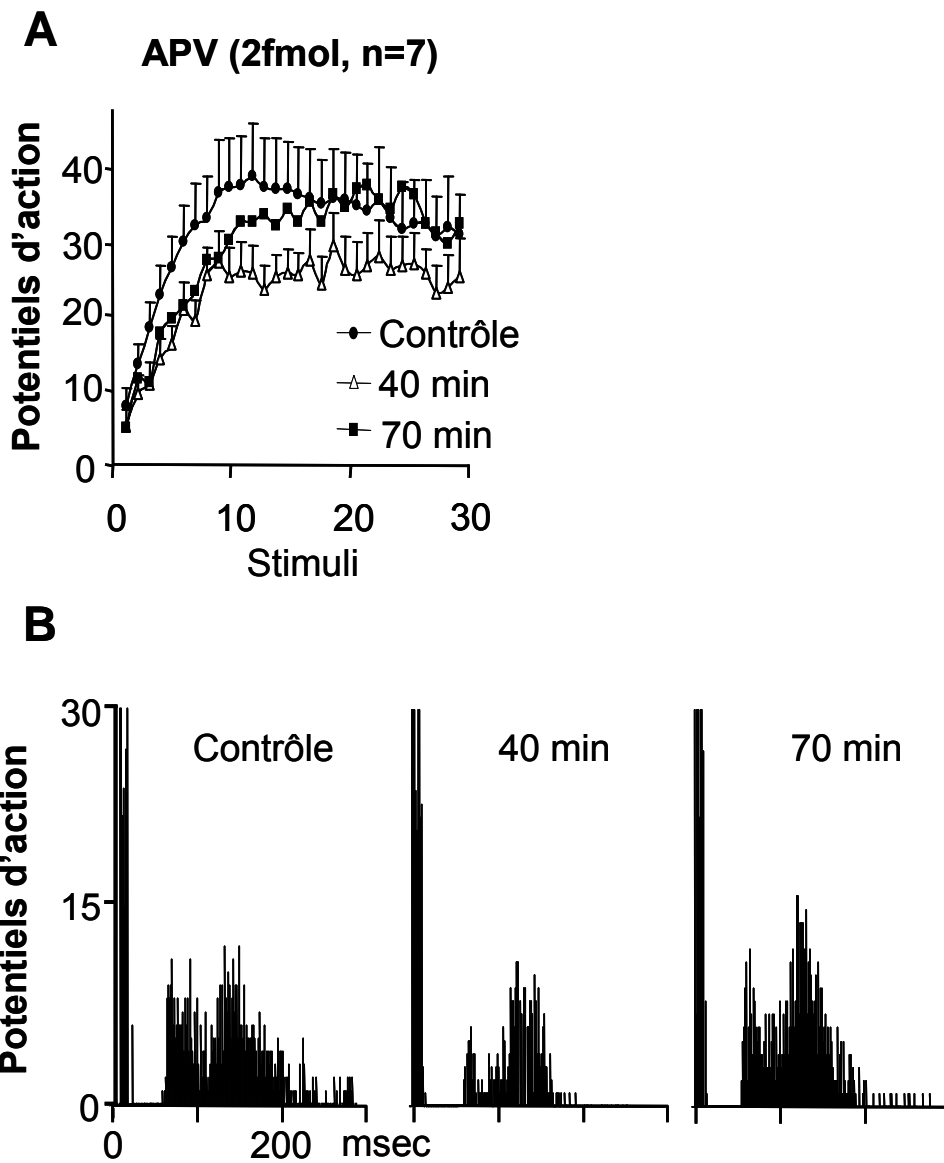 A
APV (2fmol, n=7)
Potentiels d’action
40
30
20
10
0
Contrôle
40 min
70 min
0 10 20 30
Stimuli
B
Potentiels d’action
30
15
0
Contrôle 40 min 70 min
0 200 msec